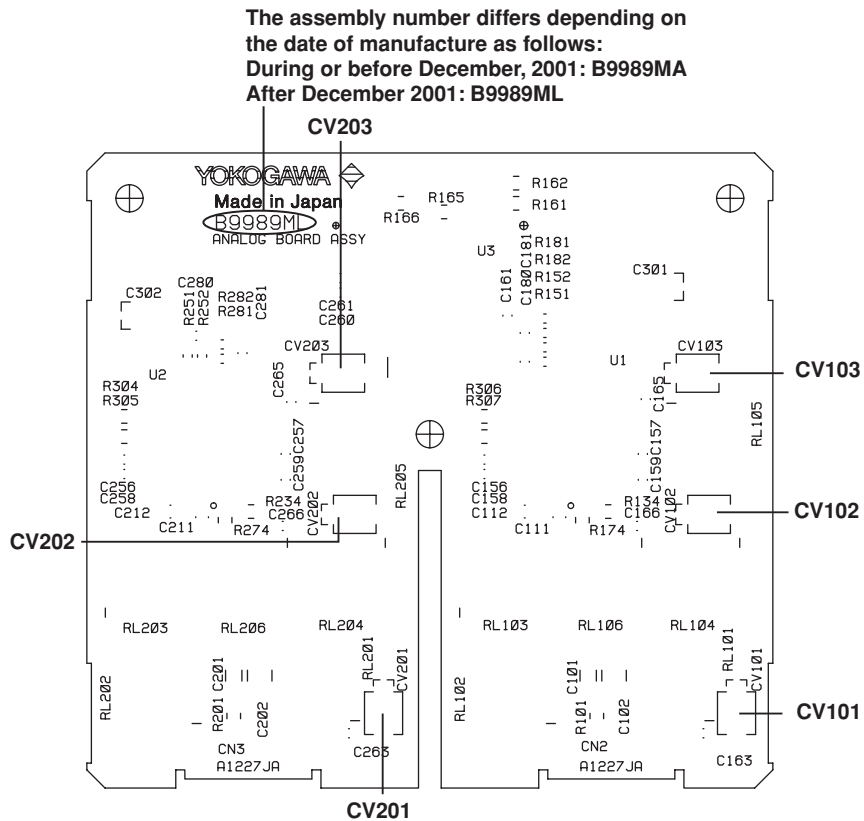 The assembly number differs depending on
the date of manufacture as follows:
During or before December, 2001: B9989MA
After December 2001: B9989ML
CV203
YOKOGAWA
Made in Japan
B9989ML
ANALOG BOARD ASSY
R162
R165
R161
R166
U3
C181
R181
R182
C161
C180
R152
R151
C301
C302
C280
R251
R252
R282
R281
C281
C261
C260
CV203
U2
C265
U1
CV103
CV103
C165
R304
R305
R306
R307
RL105
C257
C259
C157
C159
RL205
C256
C258
C212
C211
R234
C266
R274
CV202
C156
C158
C112
C111
R134
C166
R174
CV102
CV102
CV202
RL203
RL206
RL204
RL103
RL106
RL104
RL201
CV201
RL101
CV101
RL202
C201
R201
C202
RL102
C101
R101
C102
CV101
CN3
C263
CN2
C163
A1227JA
A1227JA
CV201